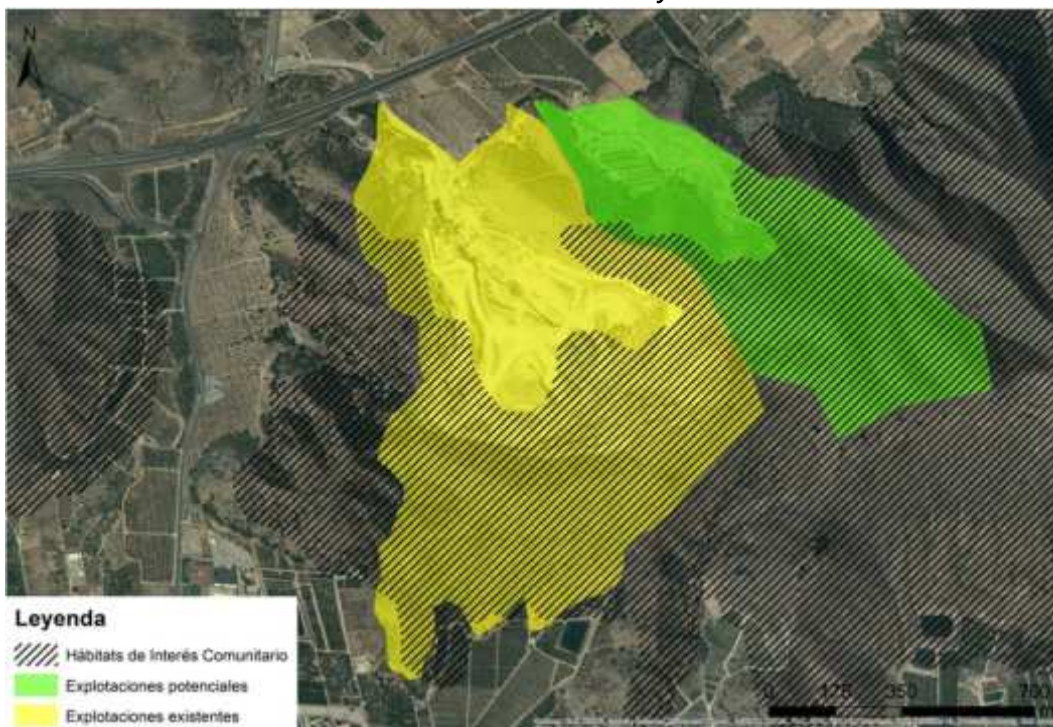 N
Leyenda
Hábitats de Interés Comunitario
Explotaciones potenciales
Explotaciones existentes
0 175 350 700